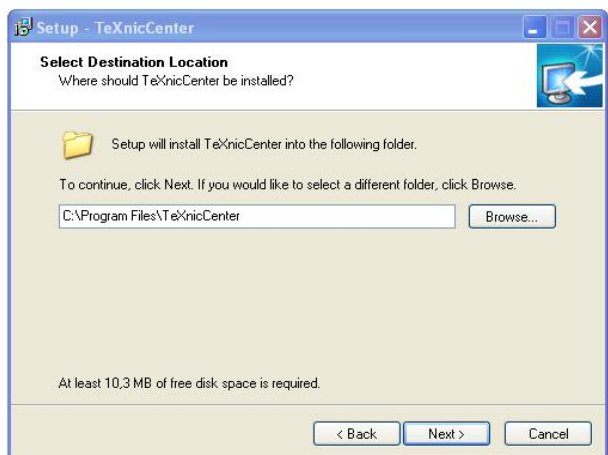 Setup - TeXnicCenter
Select Destination Location
Where should TeXnicCenter be installed?
Setup will install TeXnicCenter into the following folder.
To continue, click Next. If you would like to select a different folder, click Browse.
C:\Program Files\TeXnicCenter
Browse...
At least 10,3 MB of free disk space is required.
< Back Next > Cancel